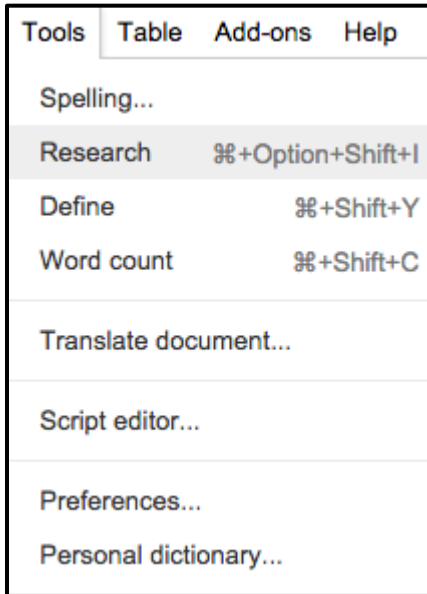 Tools Table Add-ons Help
Spelling...
Research ⌘+Option+Shift+I
Define ⌘+Shift+Y
Word count ⌘+Shift+C
Translate document...
Script editor...
Preferences...
Personal dictionary...